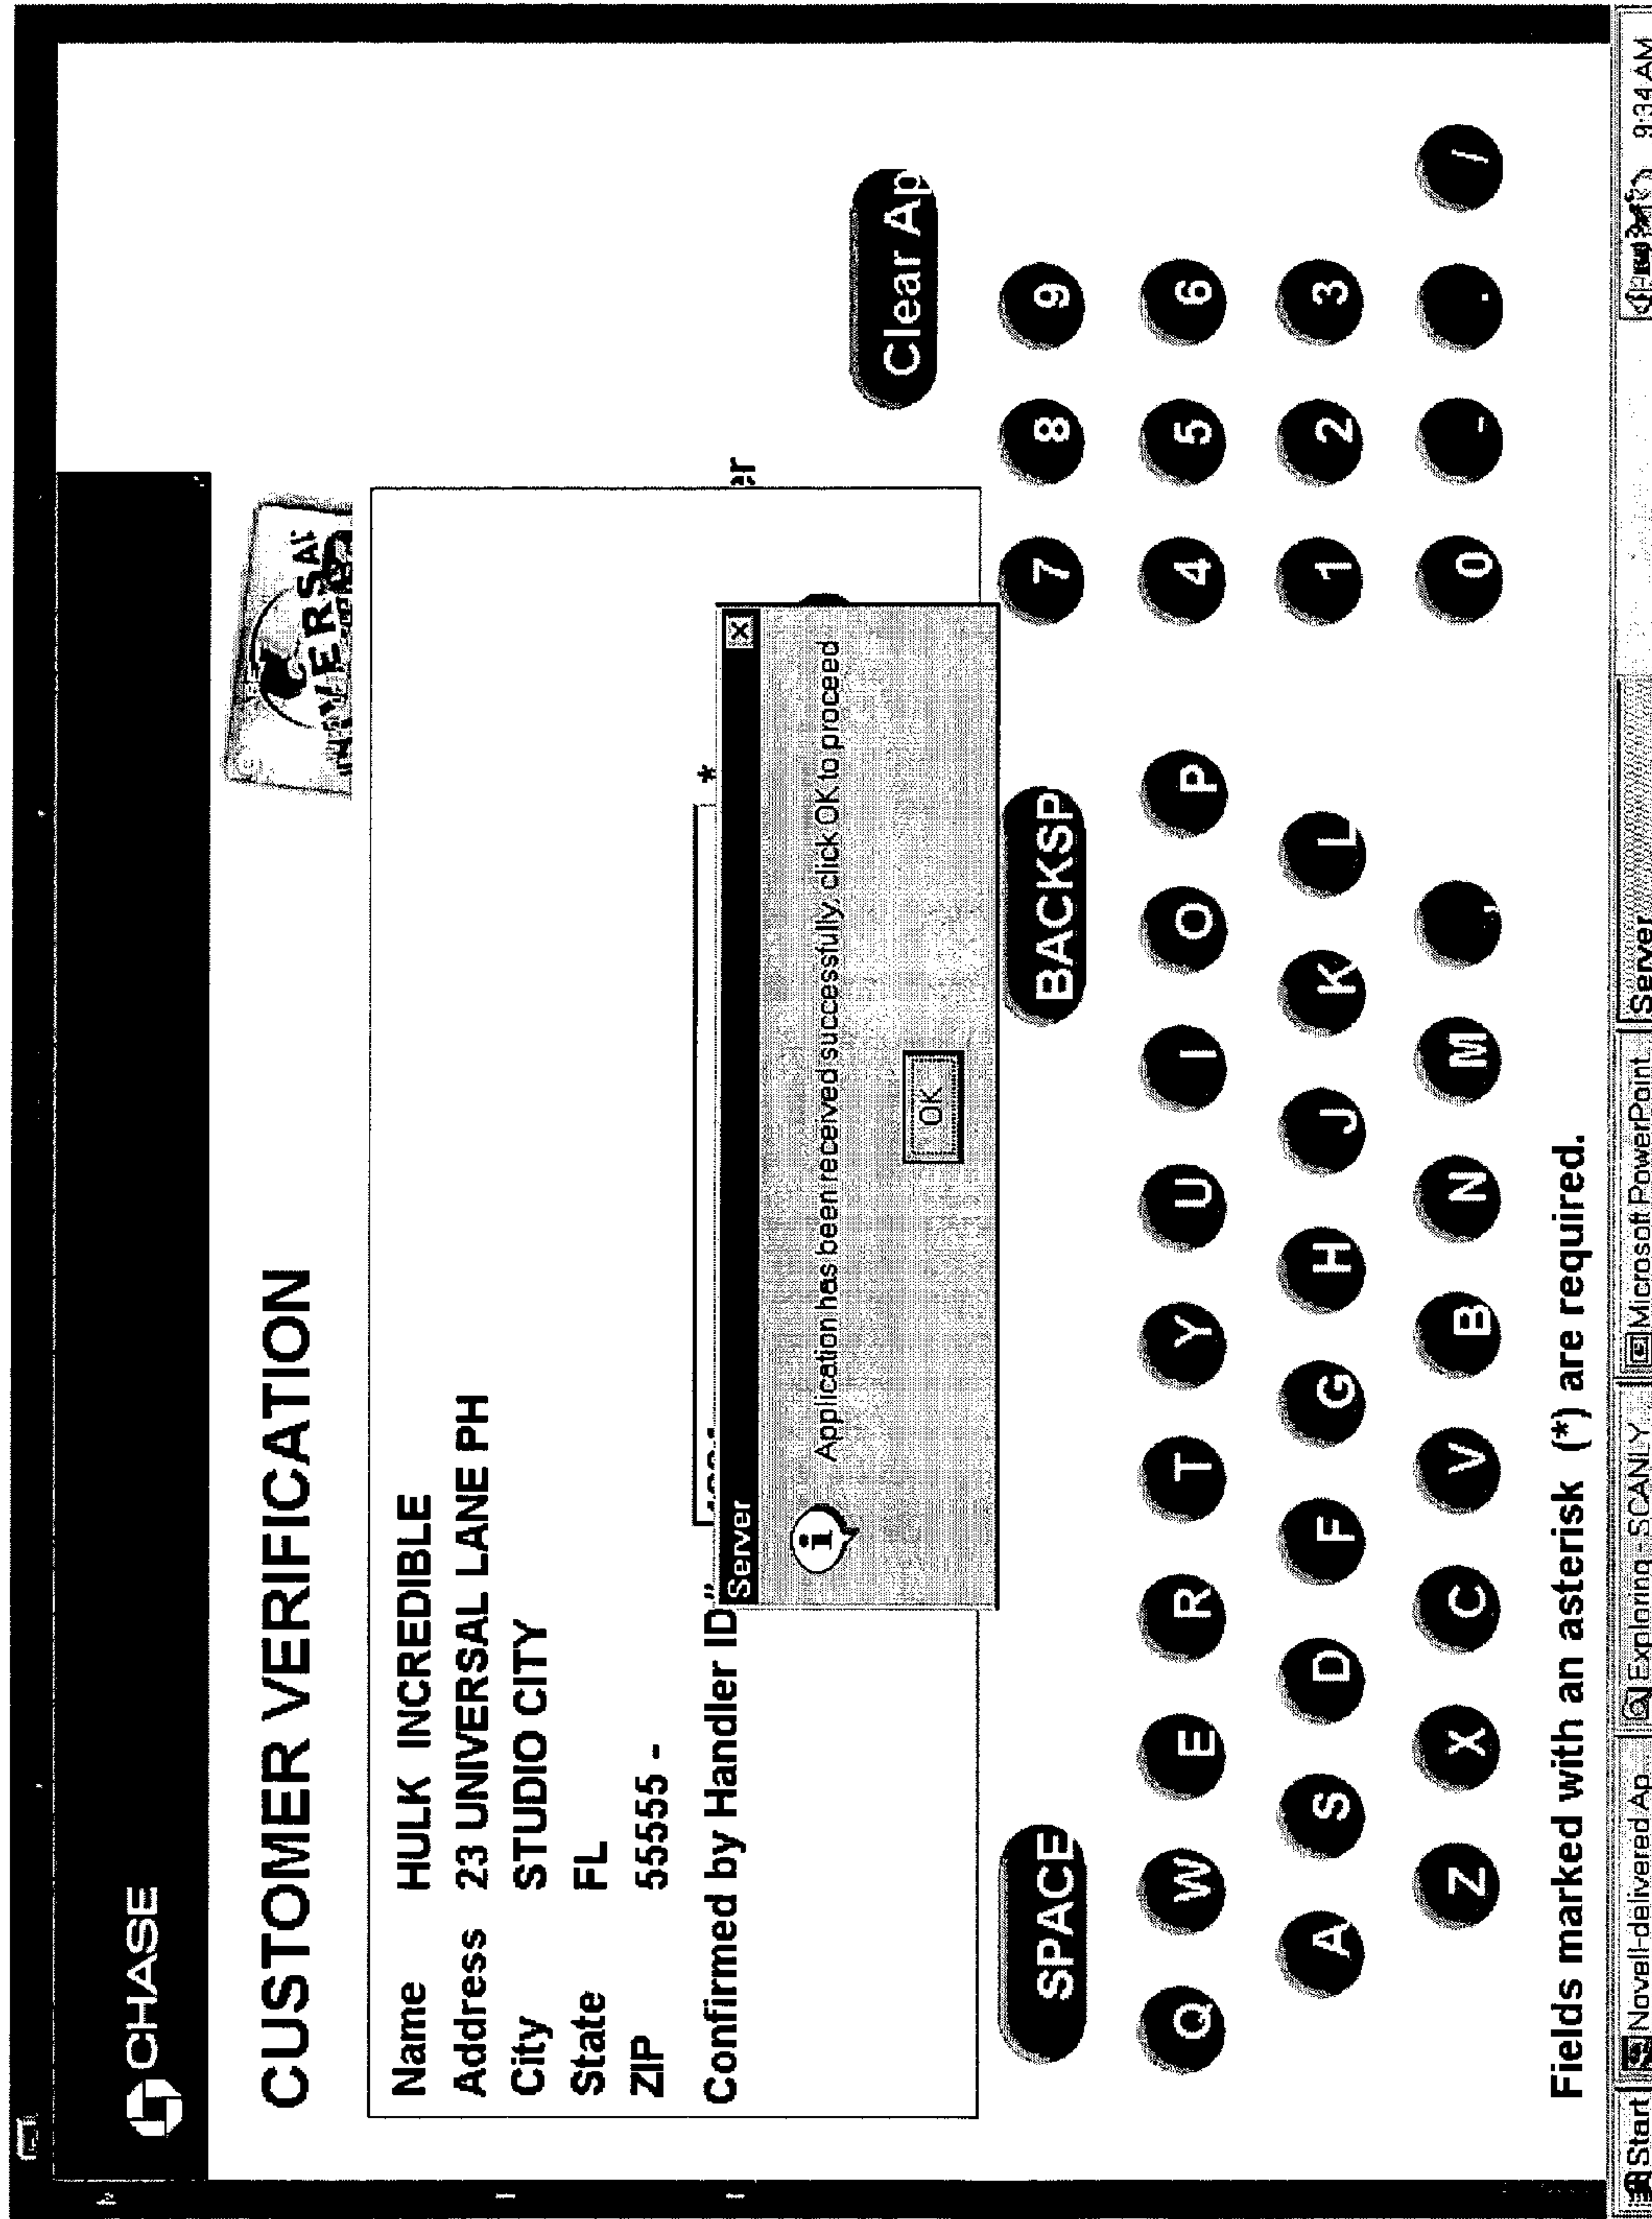 CHASE
CUSTOMER VERIFICATION
Name HULK INCREDIBLE
Address 23 UNIVERSAL LANE PH
City STUDIO CITY
State FL
ZIP 55555 -
Confirmed by Handler ID *
er
Server
Application has been received successfully, click OK to proceed
OK
Clear Ap
SPACE BACKSP 7 8 9
Q W E R T Y U I O P 4 5 6
A S D F G H J K L 1 2 3
Z X C V B N M , 0 - . /
Fields marked with an asterisk (*) are required.
Start Novell-delivered Ap... Exploring - SCANLY... Microsoft PowerPoint... Server 9:34 AM